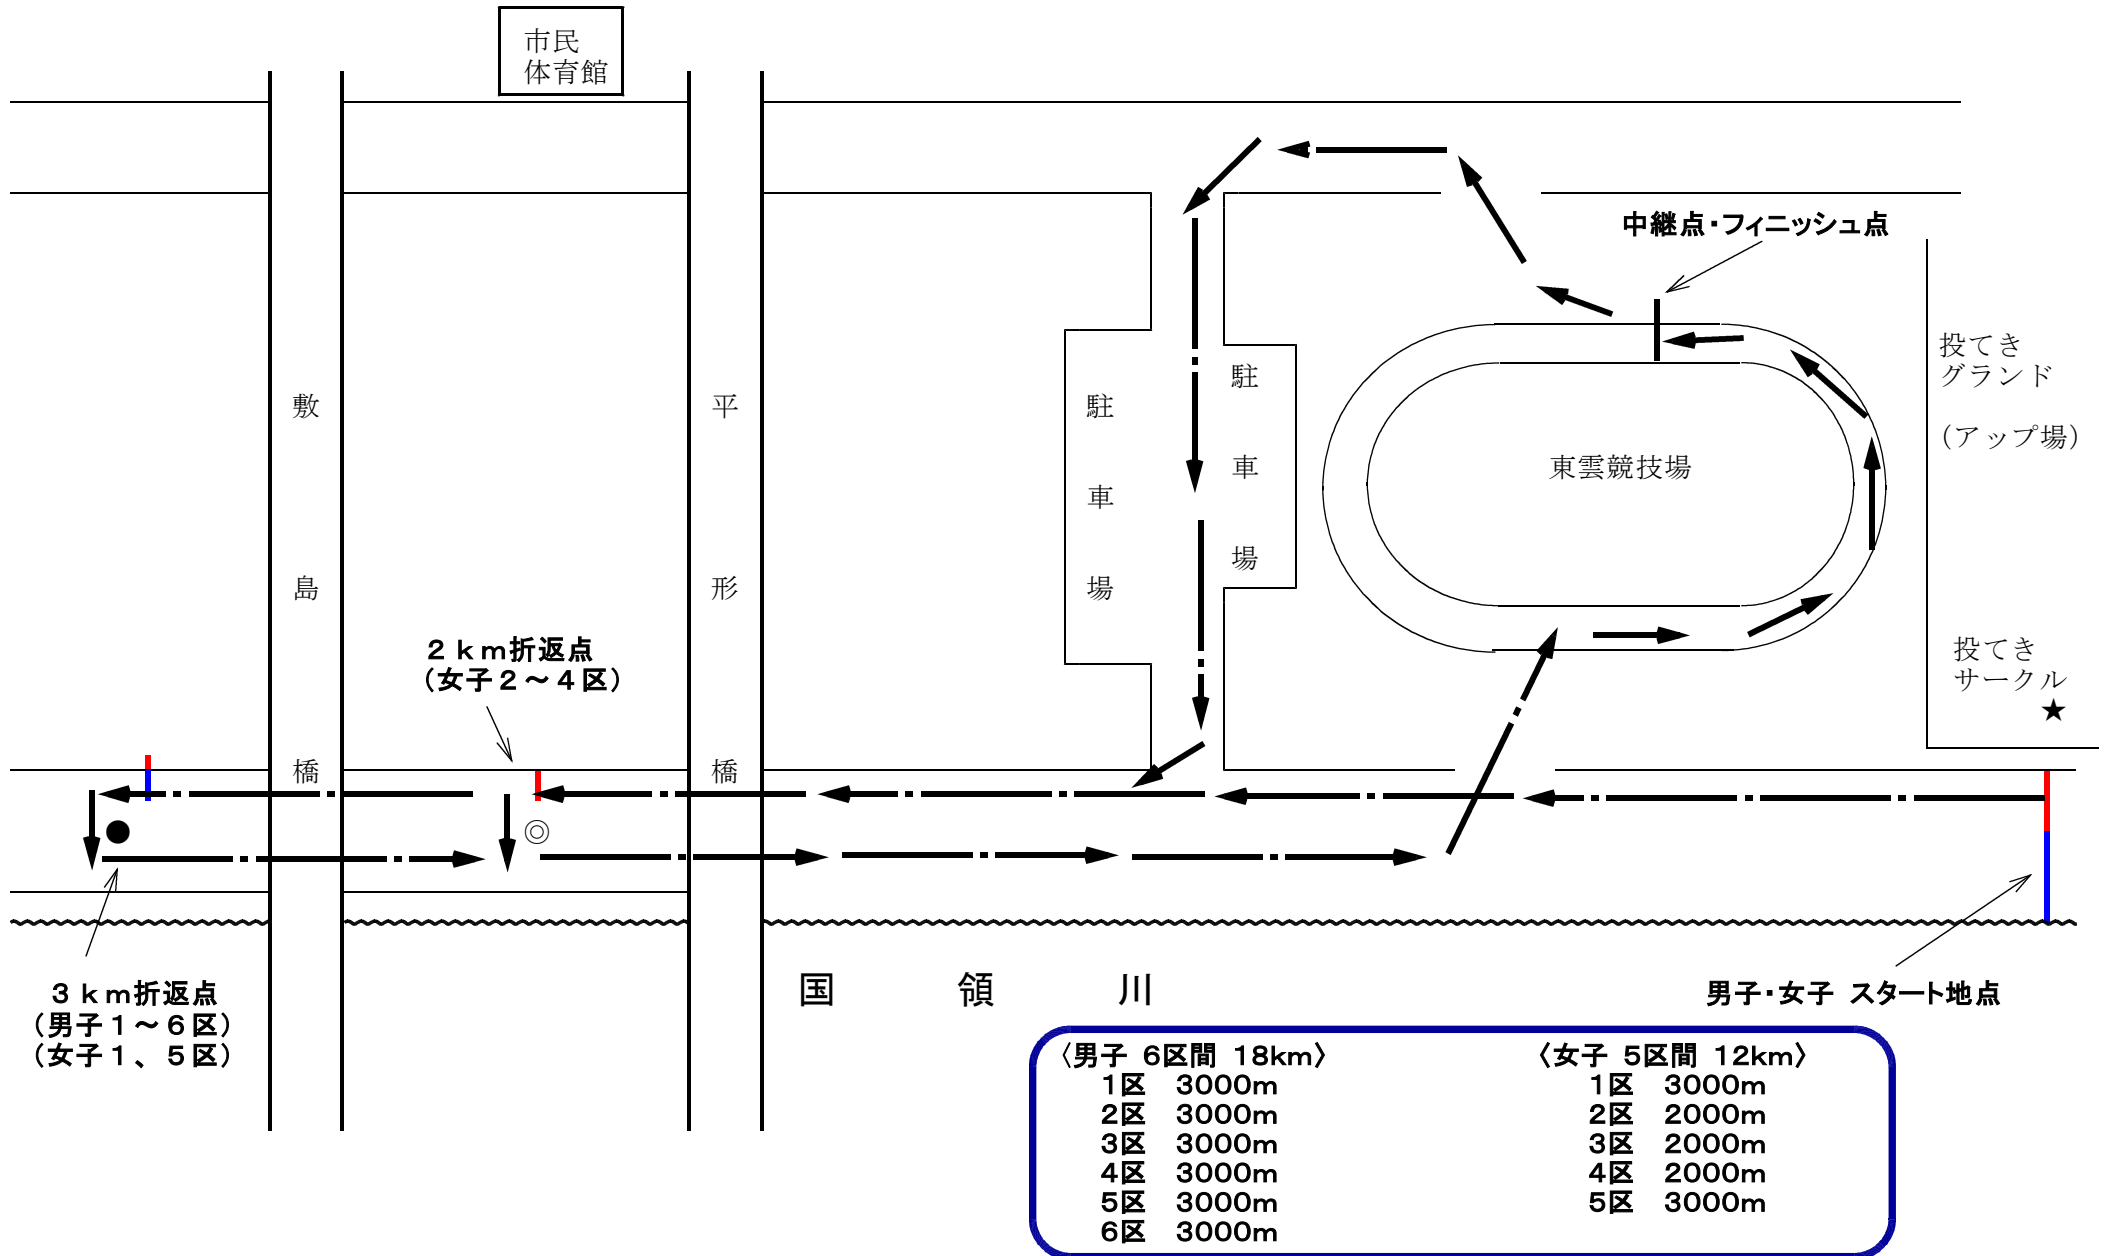 市民
体育館
中継点・フィニッシュ点
投てき
グランド
（アップ場）
敷島橋
平形橋
駐車場
駐車場
東雲競技場
２ｋｍ折返点
（女子２～４区）
投てき
サークル
★
●
◎
３ｋｍ折返点
（男子１～６区）
（女子１、５区）
国領川
男子・女子 スタート地点
〈男子 6区間 18km〉
1区 3000m
2区 3000m
3区 3000m
4区 3000m
5区 3000m
6区 3000m
〈女子 5区間 12km〉
1区 3000m
2区 2000m
3区 2000m
4区 2000m
5区 3000m